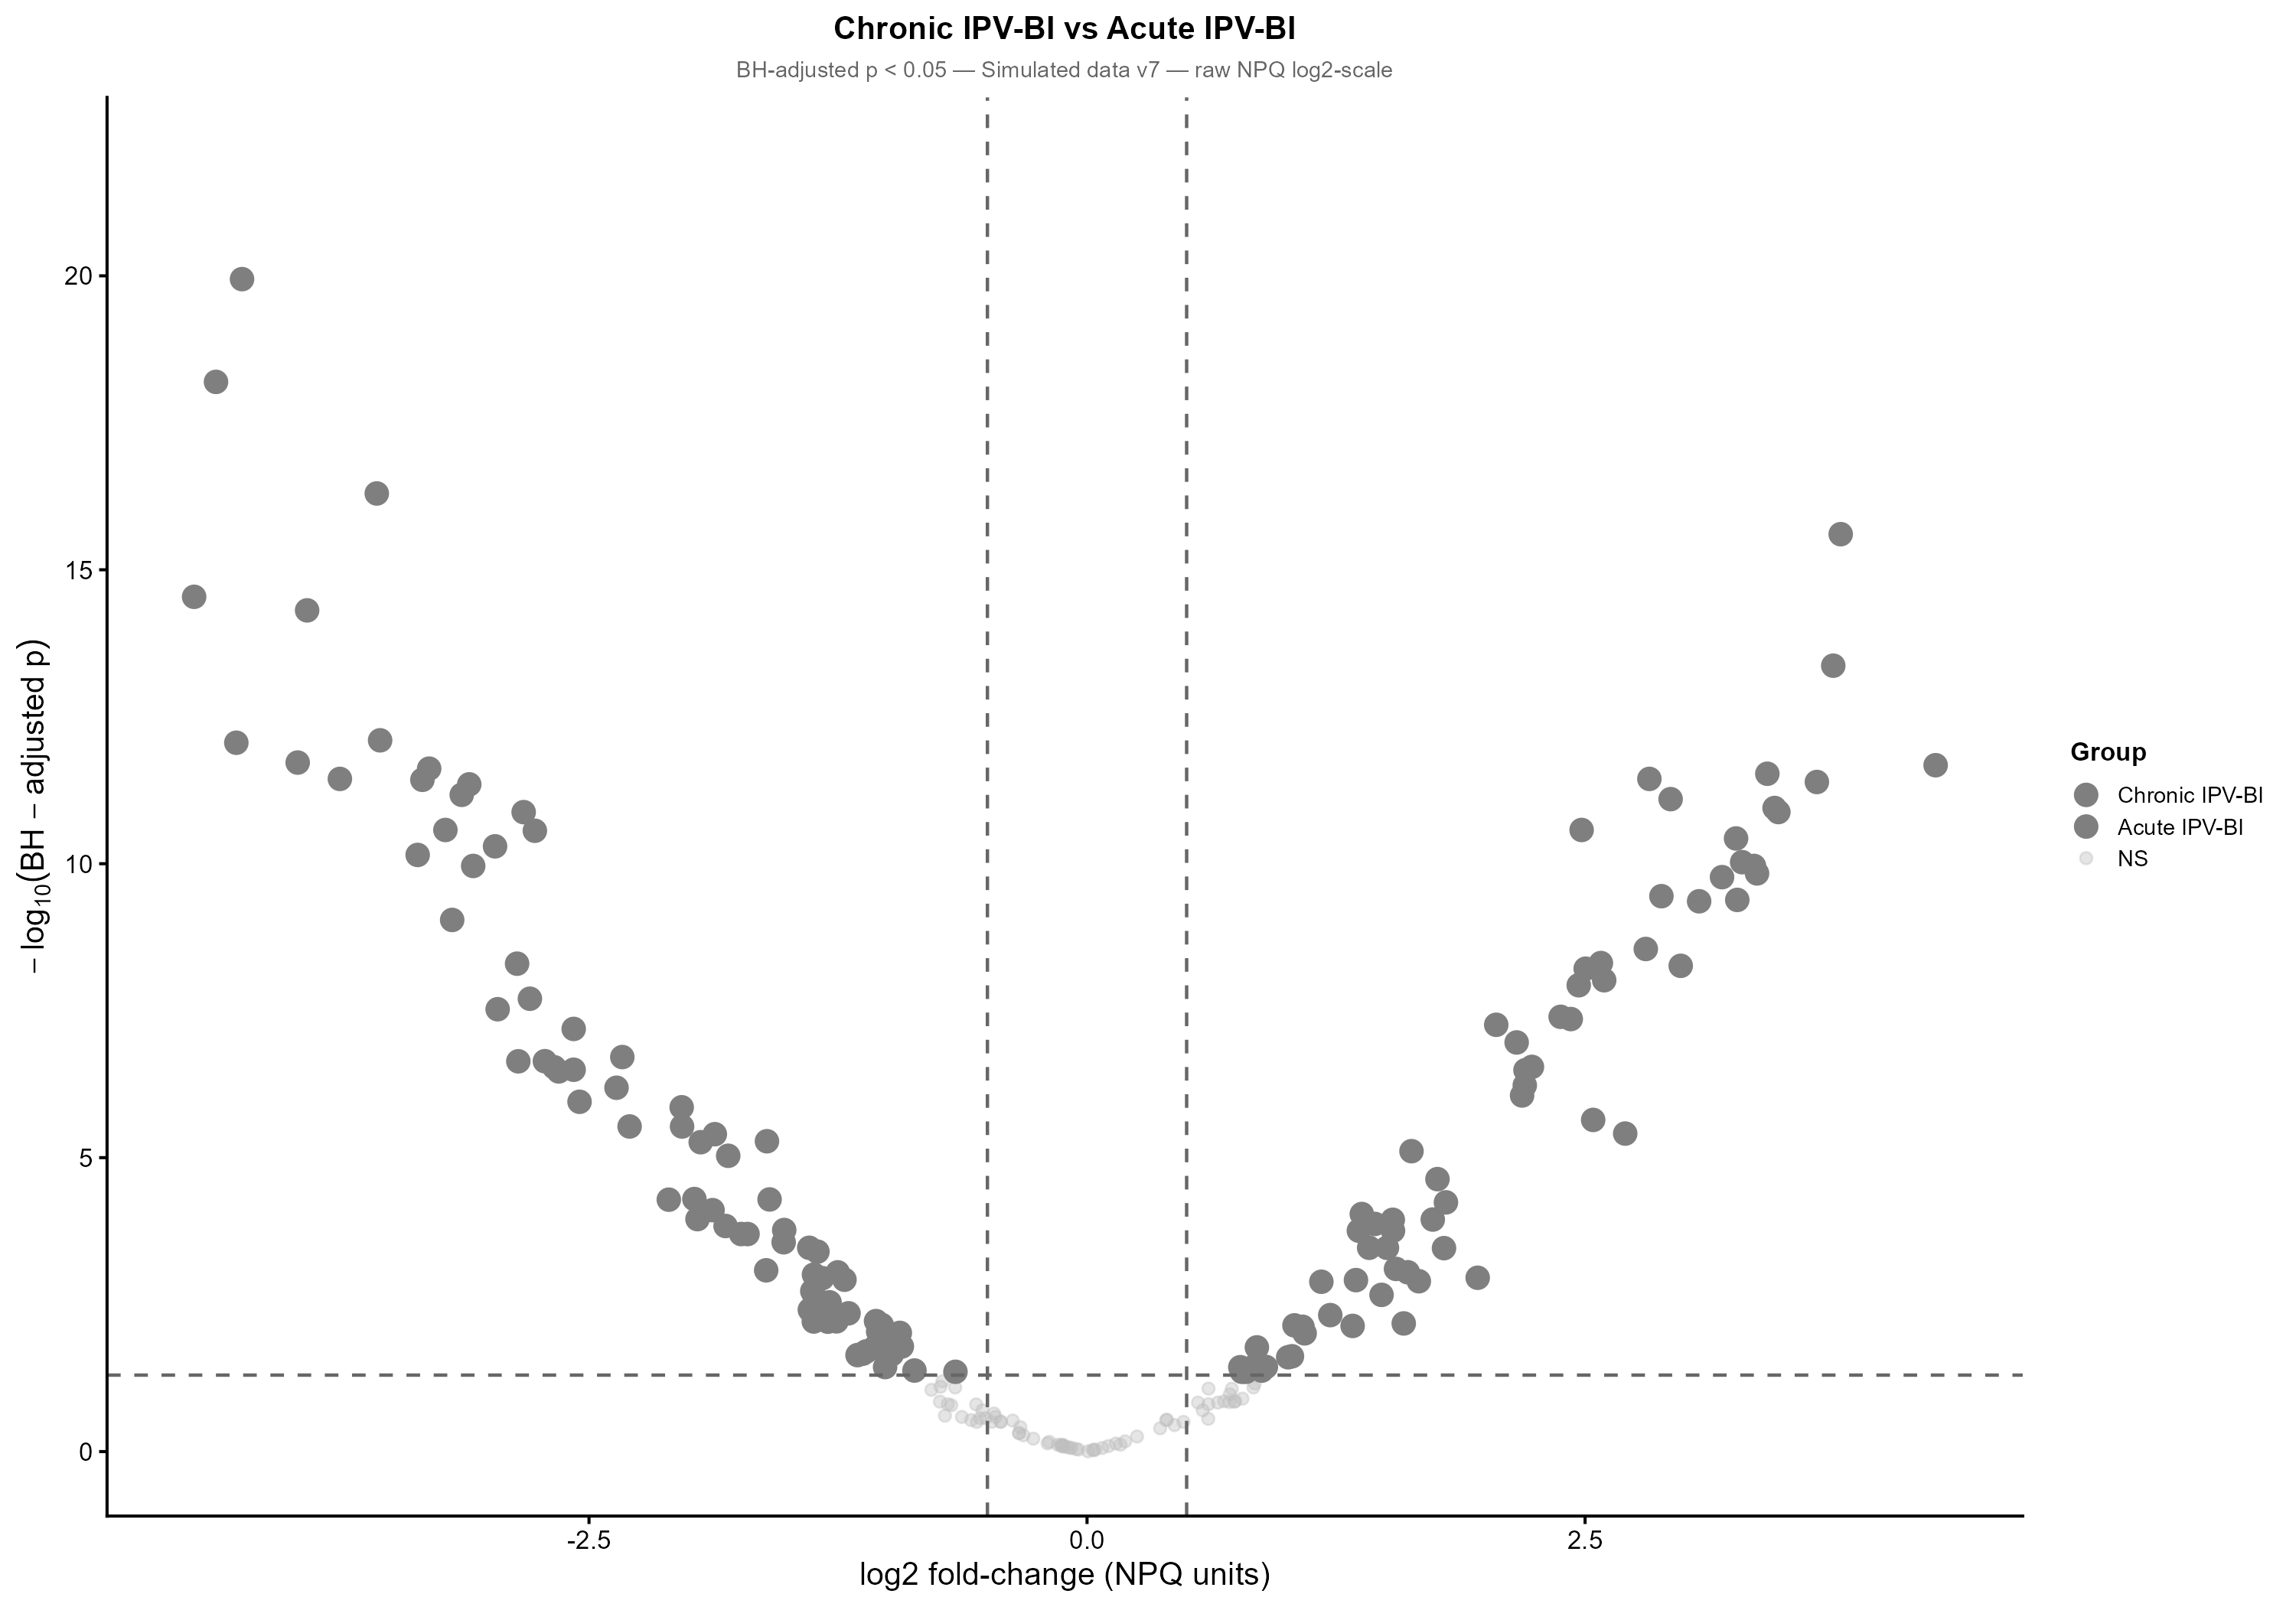 Chronic IPV-BI vs Acute IPV-BI
BH-adjusted p < 0.05 — Simulated data v7 — raw NPQ log2-scale
− log10(BH − adjusted p)
20
15
10
5
0
-2.5
0.0
2.5
log2 fold-change (NPQ units)
Group
Chronic IPV-BI
Acute IPV-BI
NS